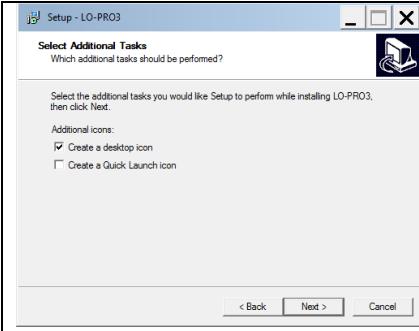 Setup - LO-PRO3
Select Additional Tasks
Which additional tasks should be performed?
Select the additional tasks you would like Setup to perform while installing LO-PRO3,
then click Next.
Additional icons:
Create a desktop icon
Create a Quick Launch icon
< Back Next > Cancel